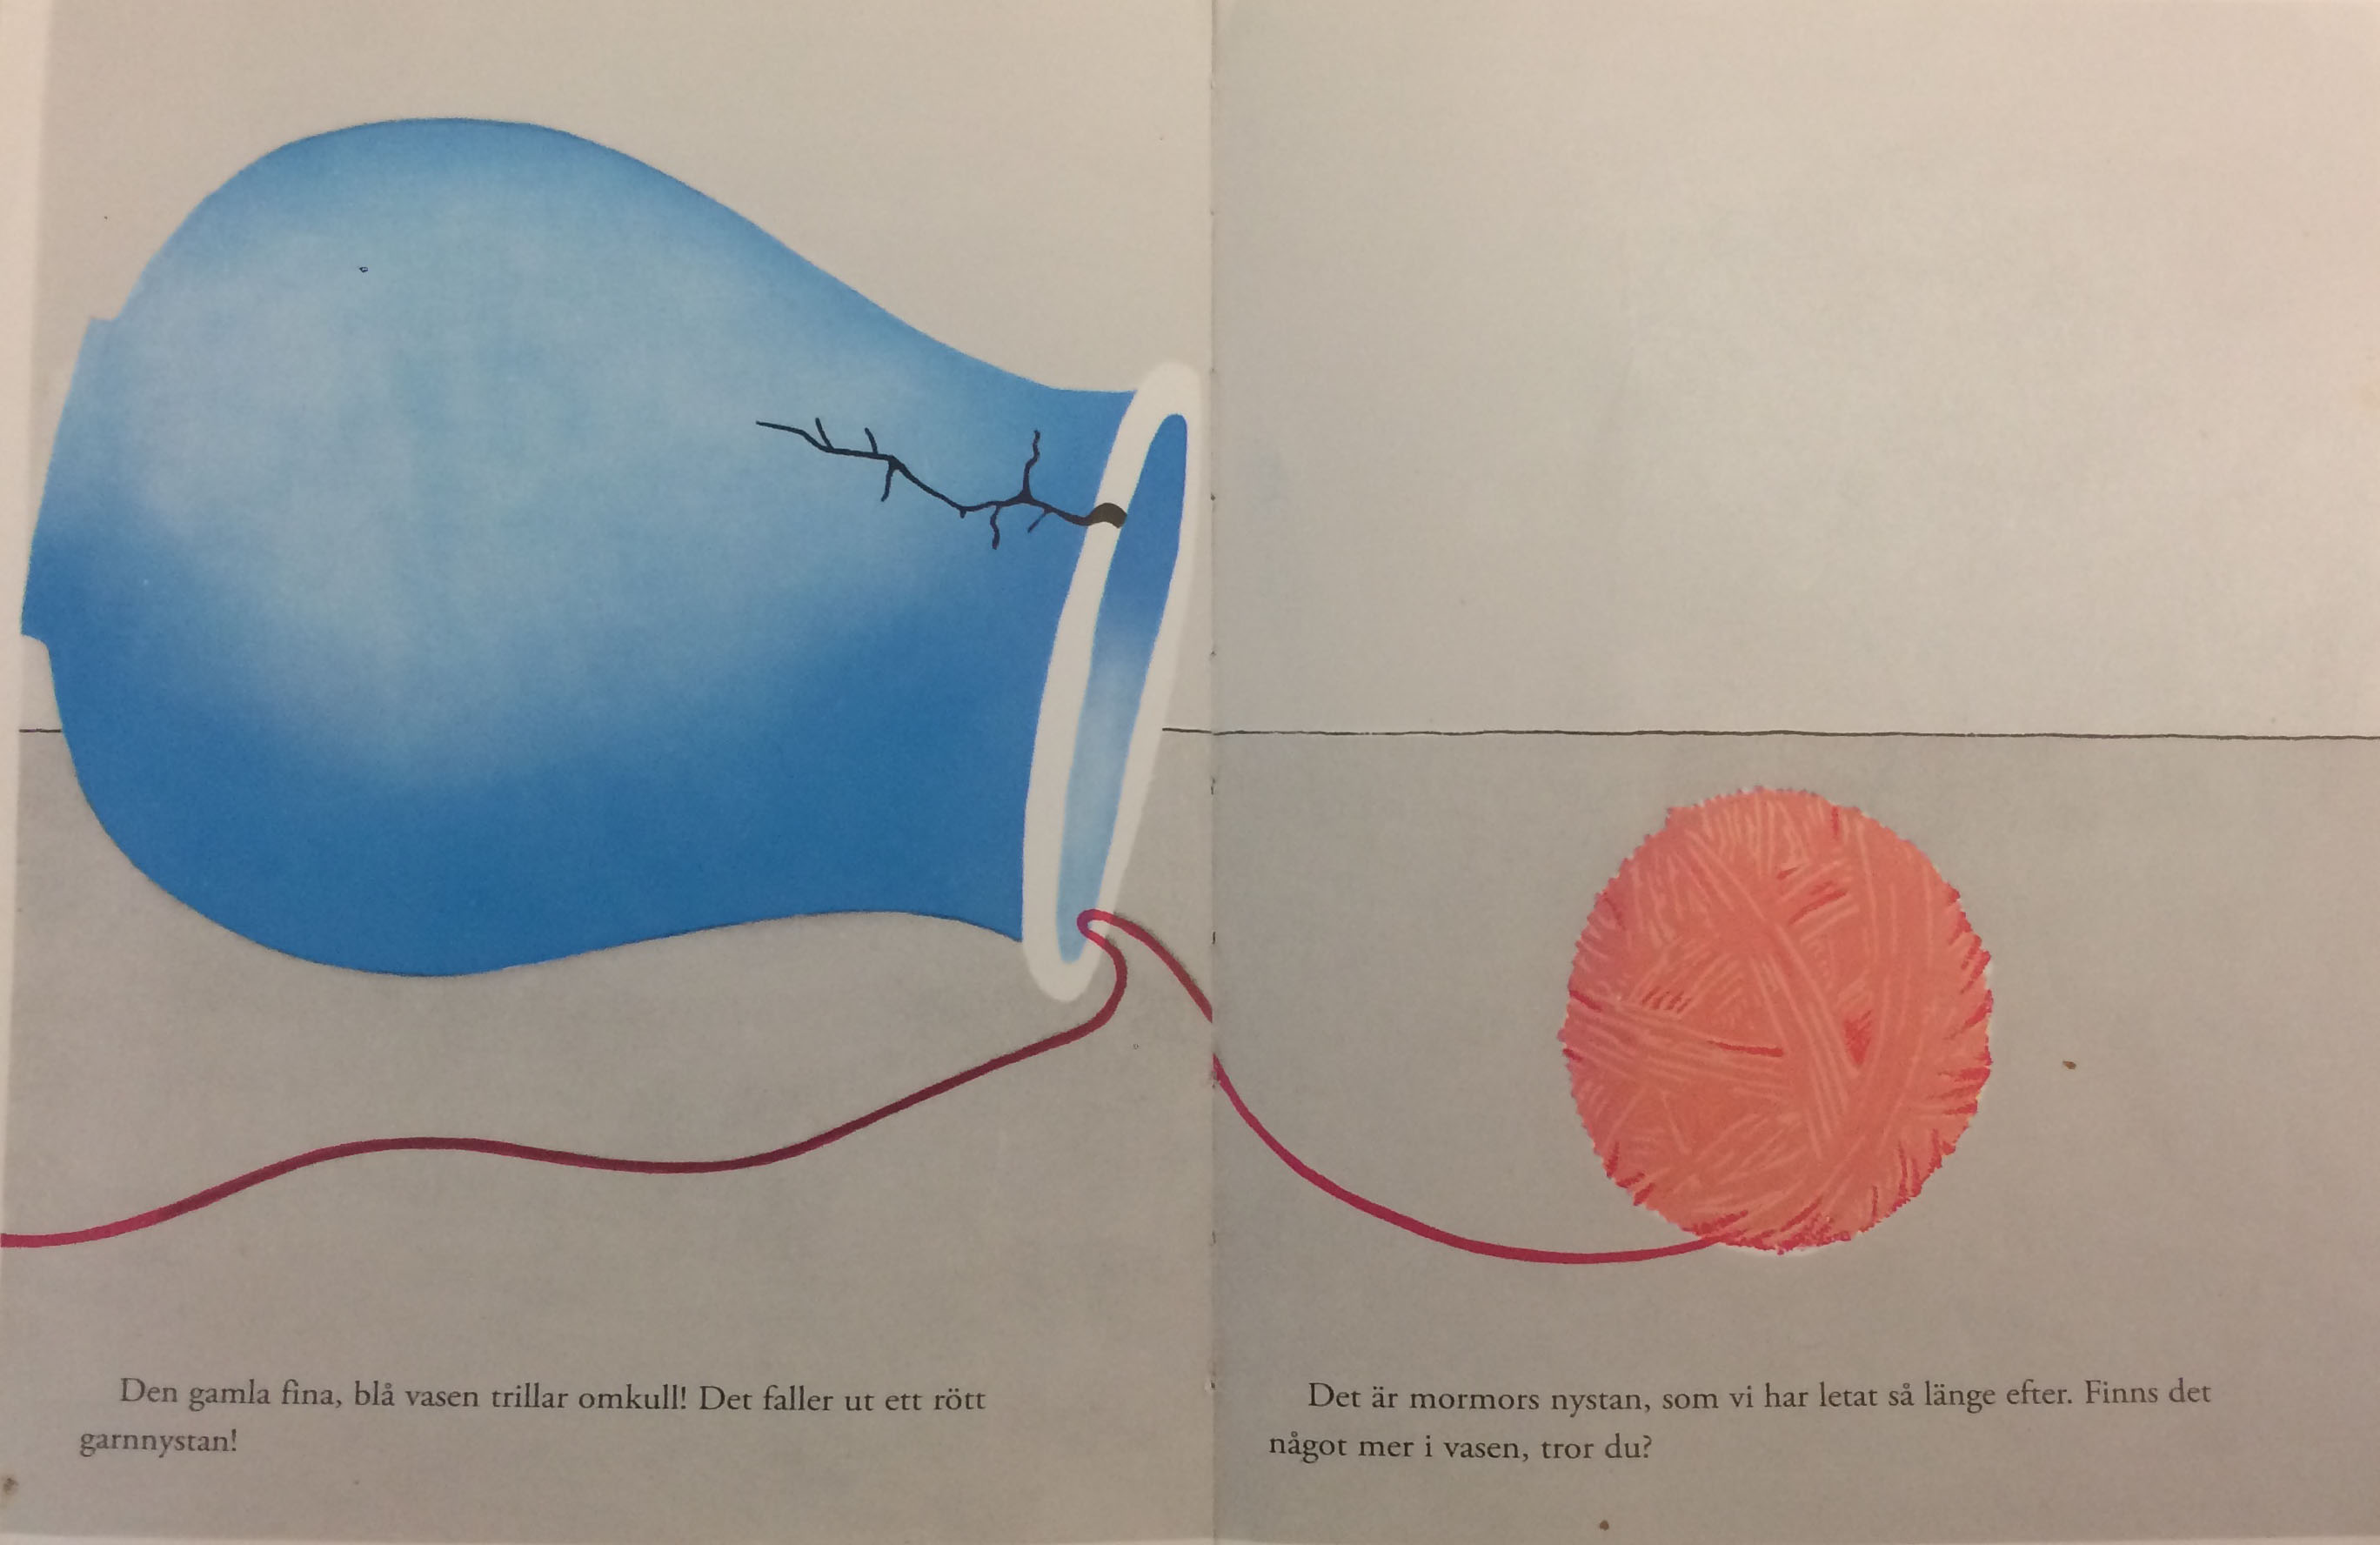 Den gamla fina, blå vasen trillar omkull! Det faller ut ett rött
garnnystan!
Det är mormors nystan, som vi har letat så länge efter. Finns det
något mer i vasen, tror du?